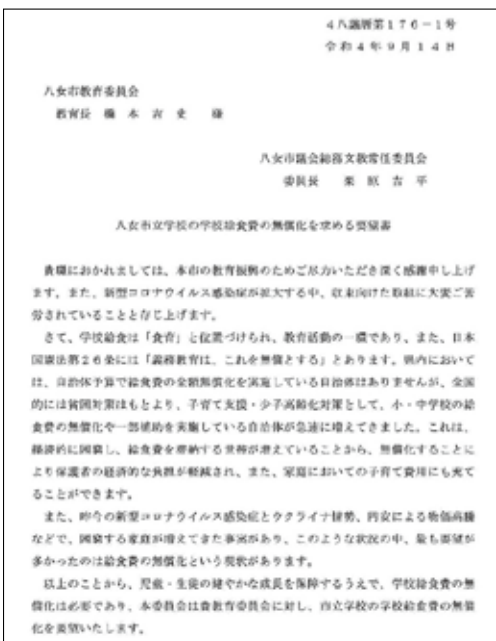 4八議第176-1号
令和4年9月14日
八女市教育委員会
教育長 橋本吉史 様
八女市議会総務文教常任委員会
委員長 栗原吉平
八女市立学校の学校給食費の無償化を求める要望書
貴職におかれましては、本市の教育振興のためご尽力いただき深く感謝申し上げ
ます。また、新型コロナウイルス感染症が拡大する中、収束向けた取組に大変ご苦
労されていることと存じ上げます。
さて、学校給食は「食育」と位置づけられ、教育活動の一環であり、また、日本
国憲法第26条には「義務教育は、これを無償とする」とあります。県内において
は、自治体予算で給食費の全額無償化を実施している自治体はありませんが、全国
的には貧困対策はもとより、子育て支援・少子高齢化対策として、小・中学校の給
食費の無償化や一部補助を実施している自治体が急速に増えてきました。これは、
経済的に困窮し、給食費を滞納する世帯が増えていることから、無償化することに
より保護者の経済的な負担が軽減され、また、家庭においての子育て費用にも充て
ることができます。
また、昨今の新型コロナウイルス感染症とウクライナ情勢、円安による物価高騰
などで、困窮する家庭が増えてきた事実があり、このような状況の中、最も要望が
多かったのは給食費の無償化という現状があります。
以上のことから、児童・生徒の健やかな成長を保障するうえで、学校給食費の無
償化は必要であり、本委員会は貴教育委員会に対し、市立学校の学校給食費の無償
化を要望いたします。